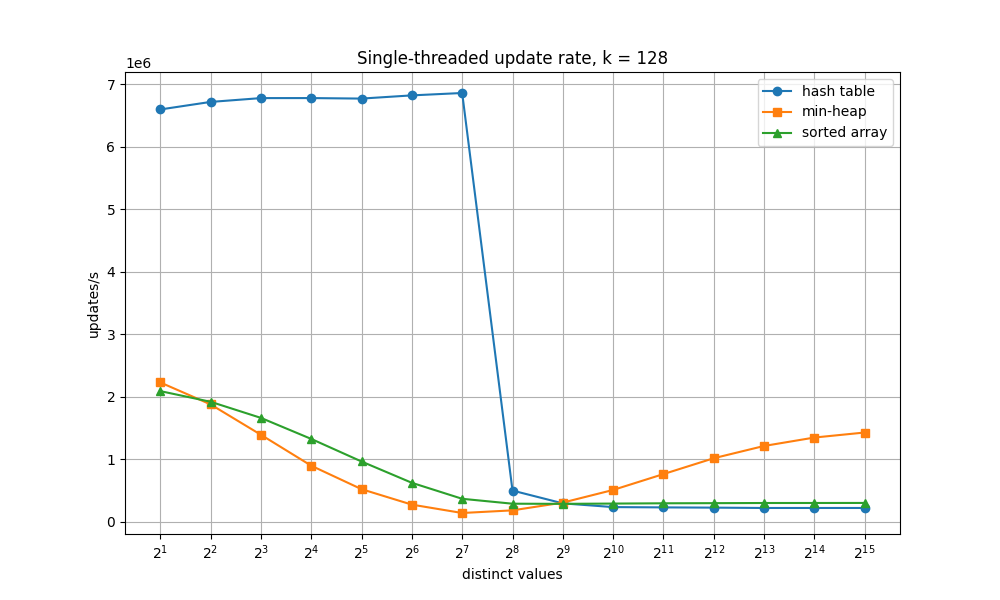 Single-threaded update rate, k = 128
1e6
7
6
5
4
3
2
1
0
updates/s
hash table
min-heap
sorted array
2^1 2^2 2^3 2^4 2^5 2^6 2^7 2^8 2^9 2^10 2^11 2^12 2^13 2^14 2^15
distinct values